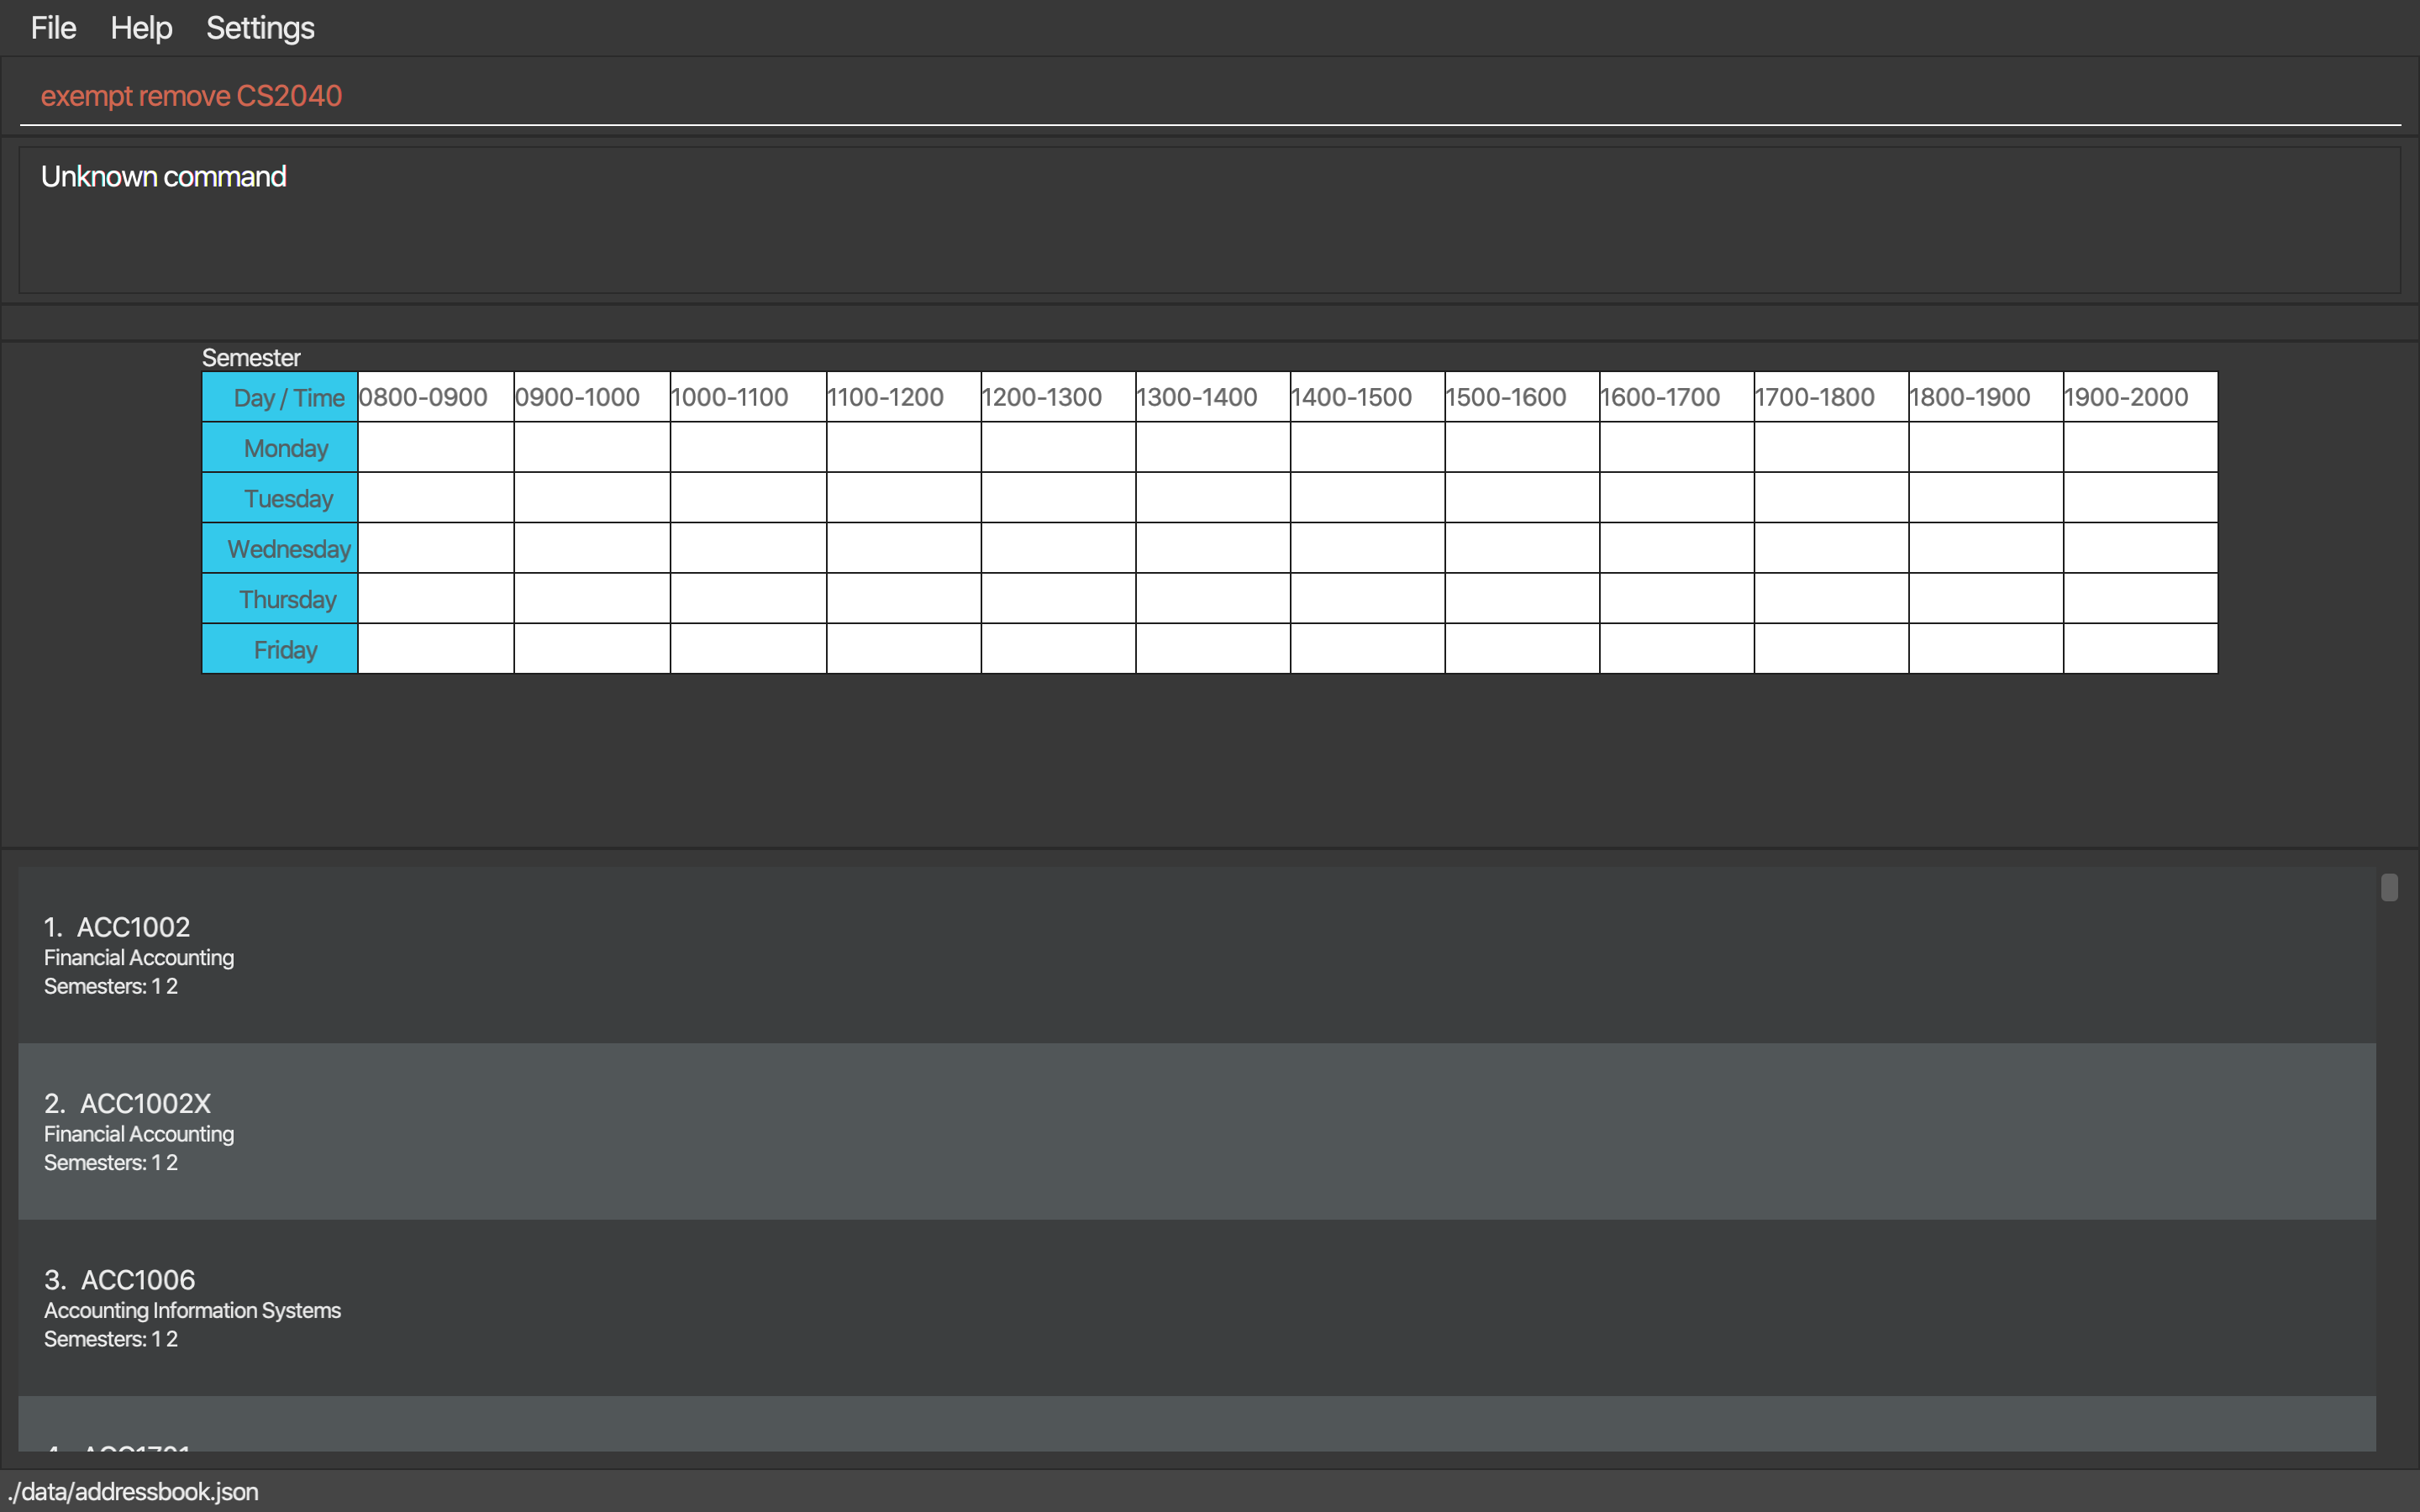 File Help Settings
exempt remove CS2040
Unknown command
Semester
Day / Time 0800-0900 0900-1000 1000-1100 1100-1200 1200-1300 1300-1400 1400-1500 1500-1600 1600-1700 1700-1800 1800-1900 1900-2000
Monday
Tuesday
Wednesday
Thursday
Friday
1. ACC1002
Financial Accounting
Semesters: 1 2
2. ACC1002X
Financial Accounting
Semesters: 1 2
3. ACC1006
Accounting Information Systems
Semesters: 1 2
./data/addressbook.json